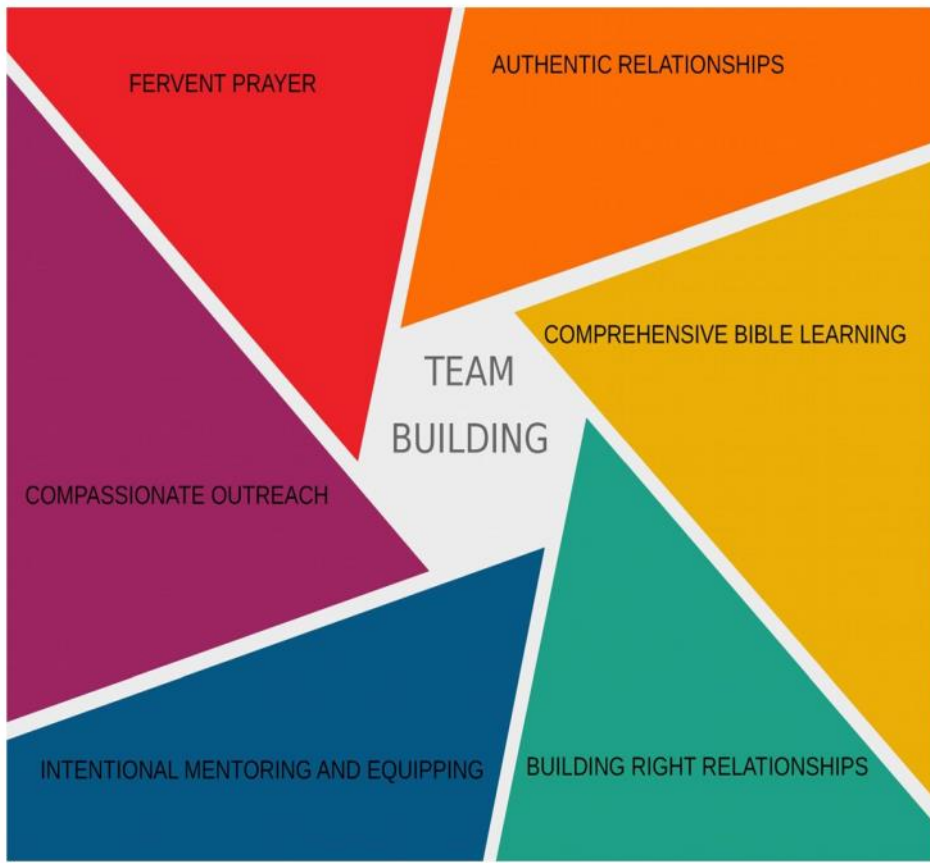 FERVENT PRAYER
AUTHENTIC RELATIONSHIPS
COMPREHENSIVE BIBLE LEARNING
TEAM
BUILDING
COMPASSIONATE OUTREACH
INTENTIONAL MENTORING AND EQUIPPING
BUILDING RIGHT RELATIONSHIPS